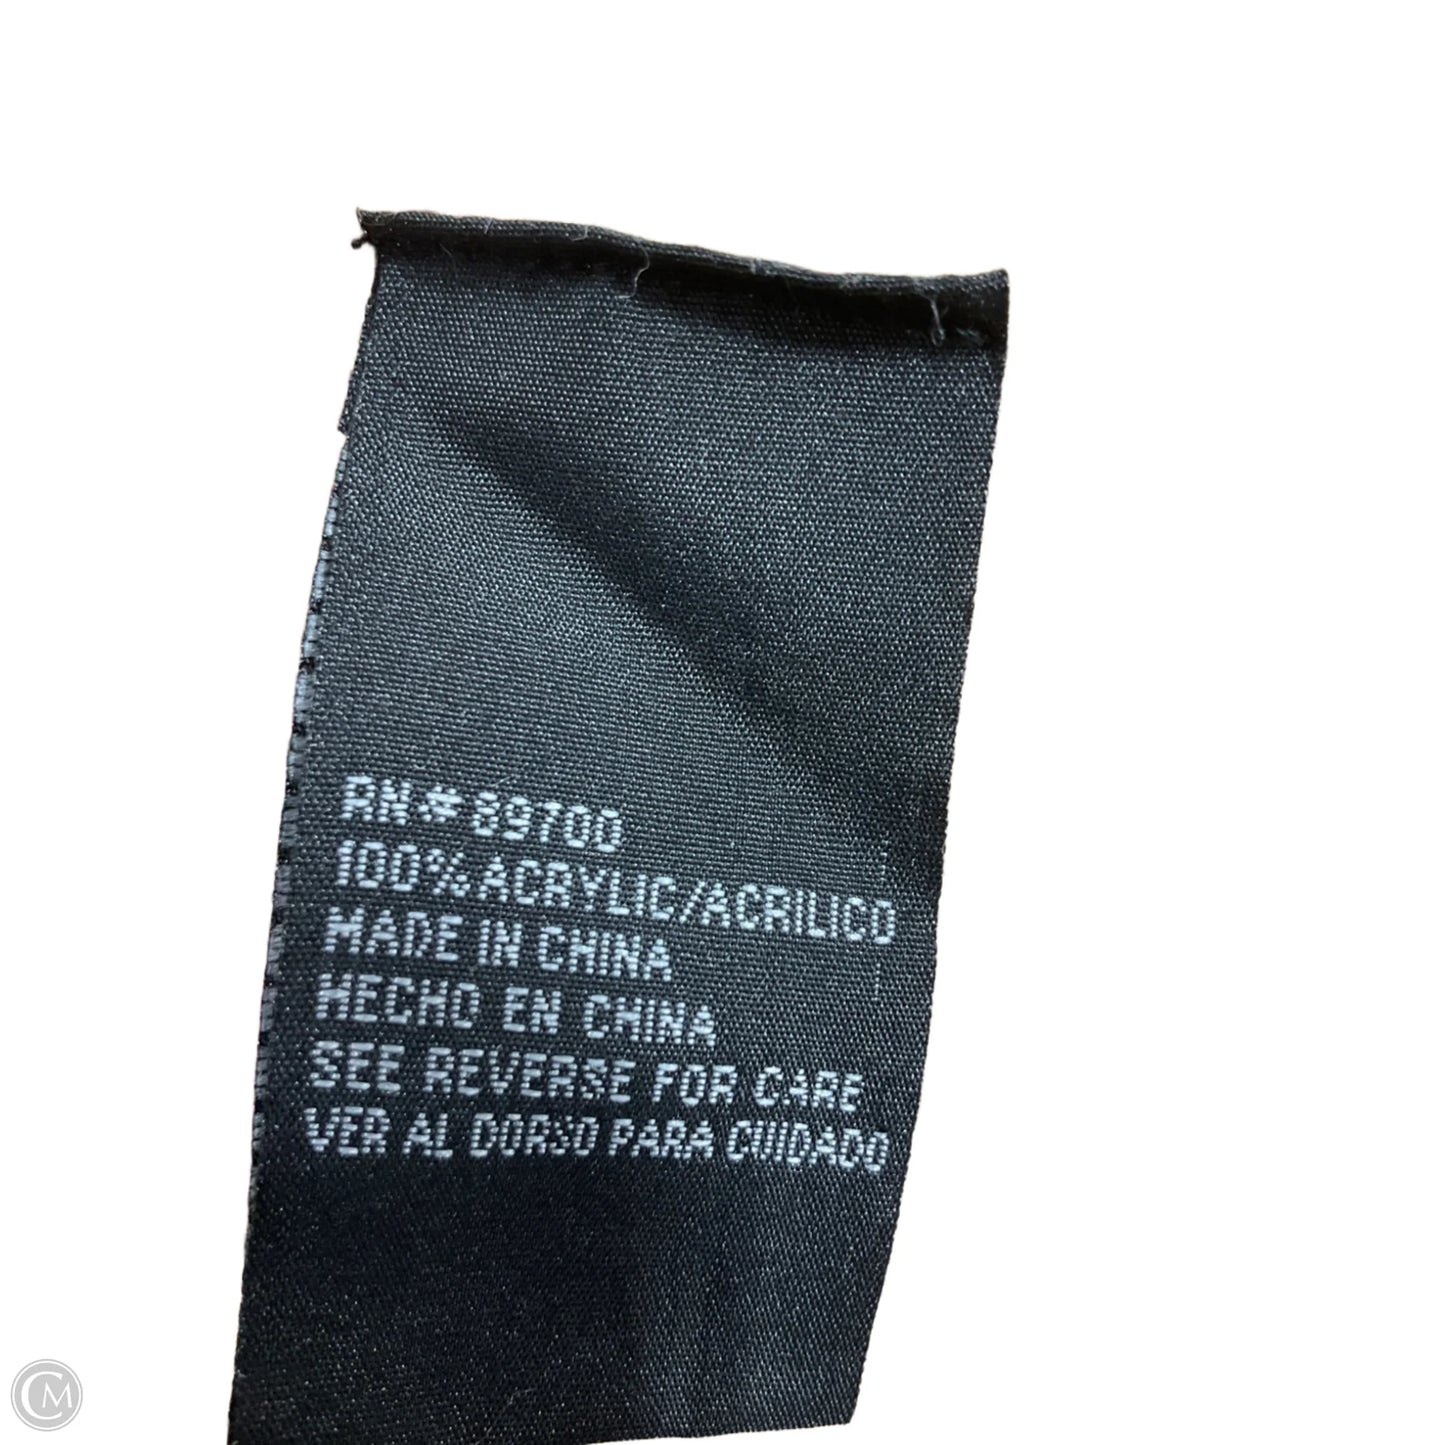 RN# 89700
100% ACRYLIC/ACRILICO
MADE IN CHINA
HECHO EN CHINA
SEE REVERSE FOR CARE
VER AL DORSO PARA CUIDADO
CM